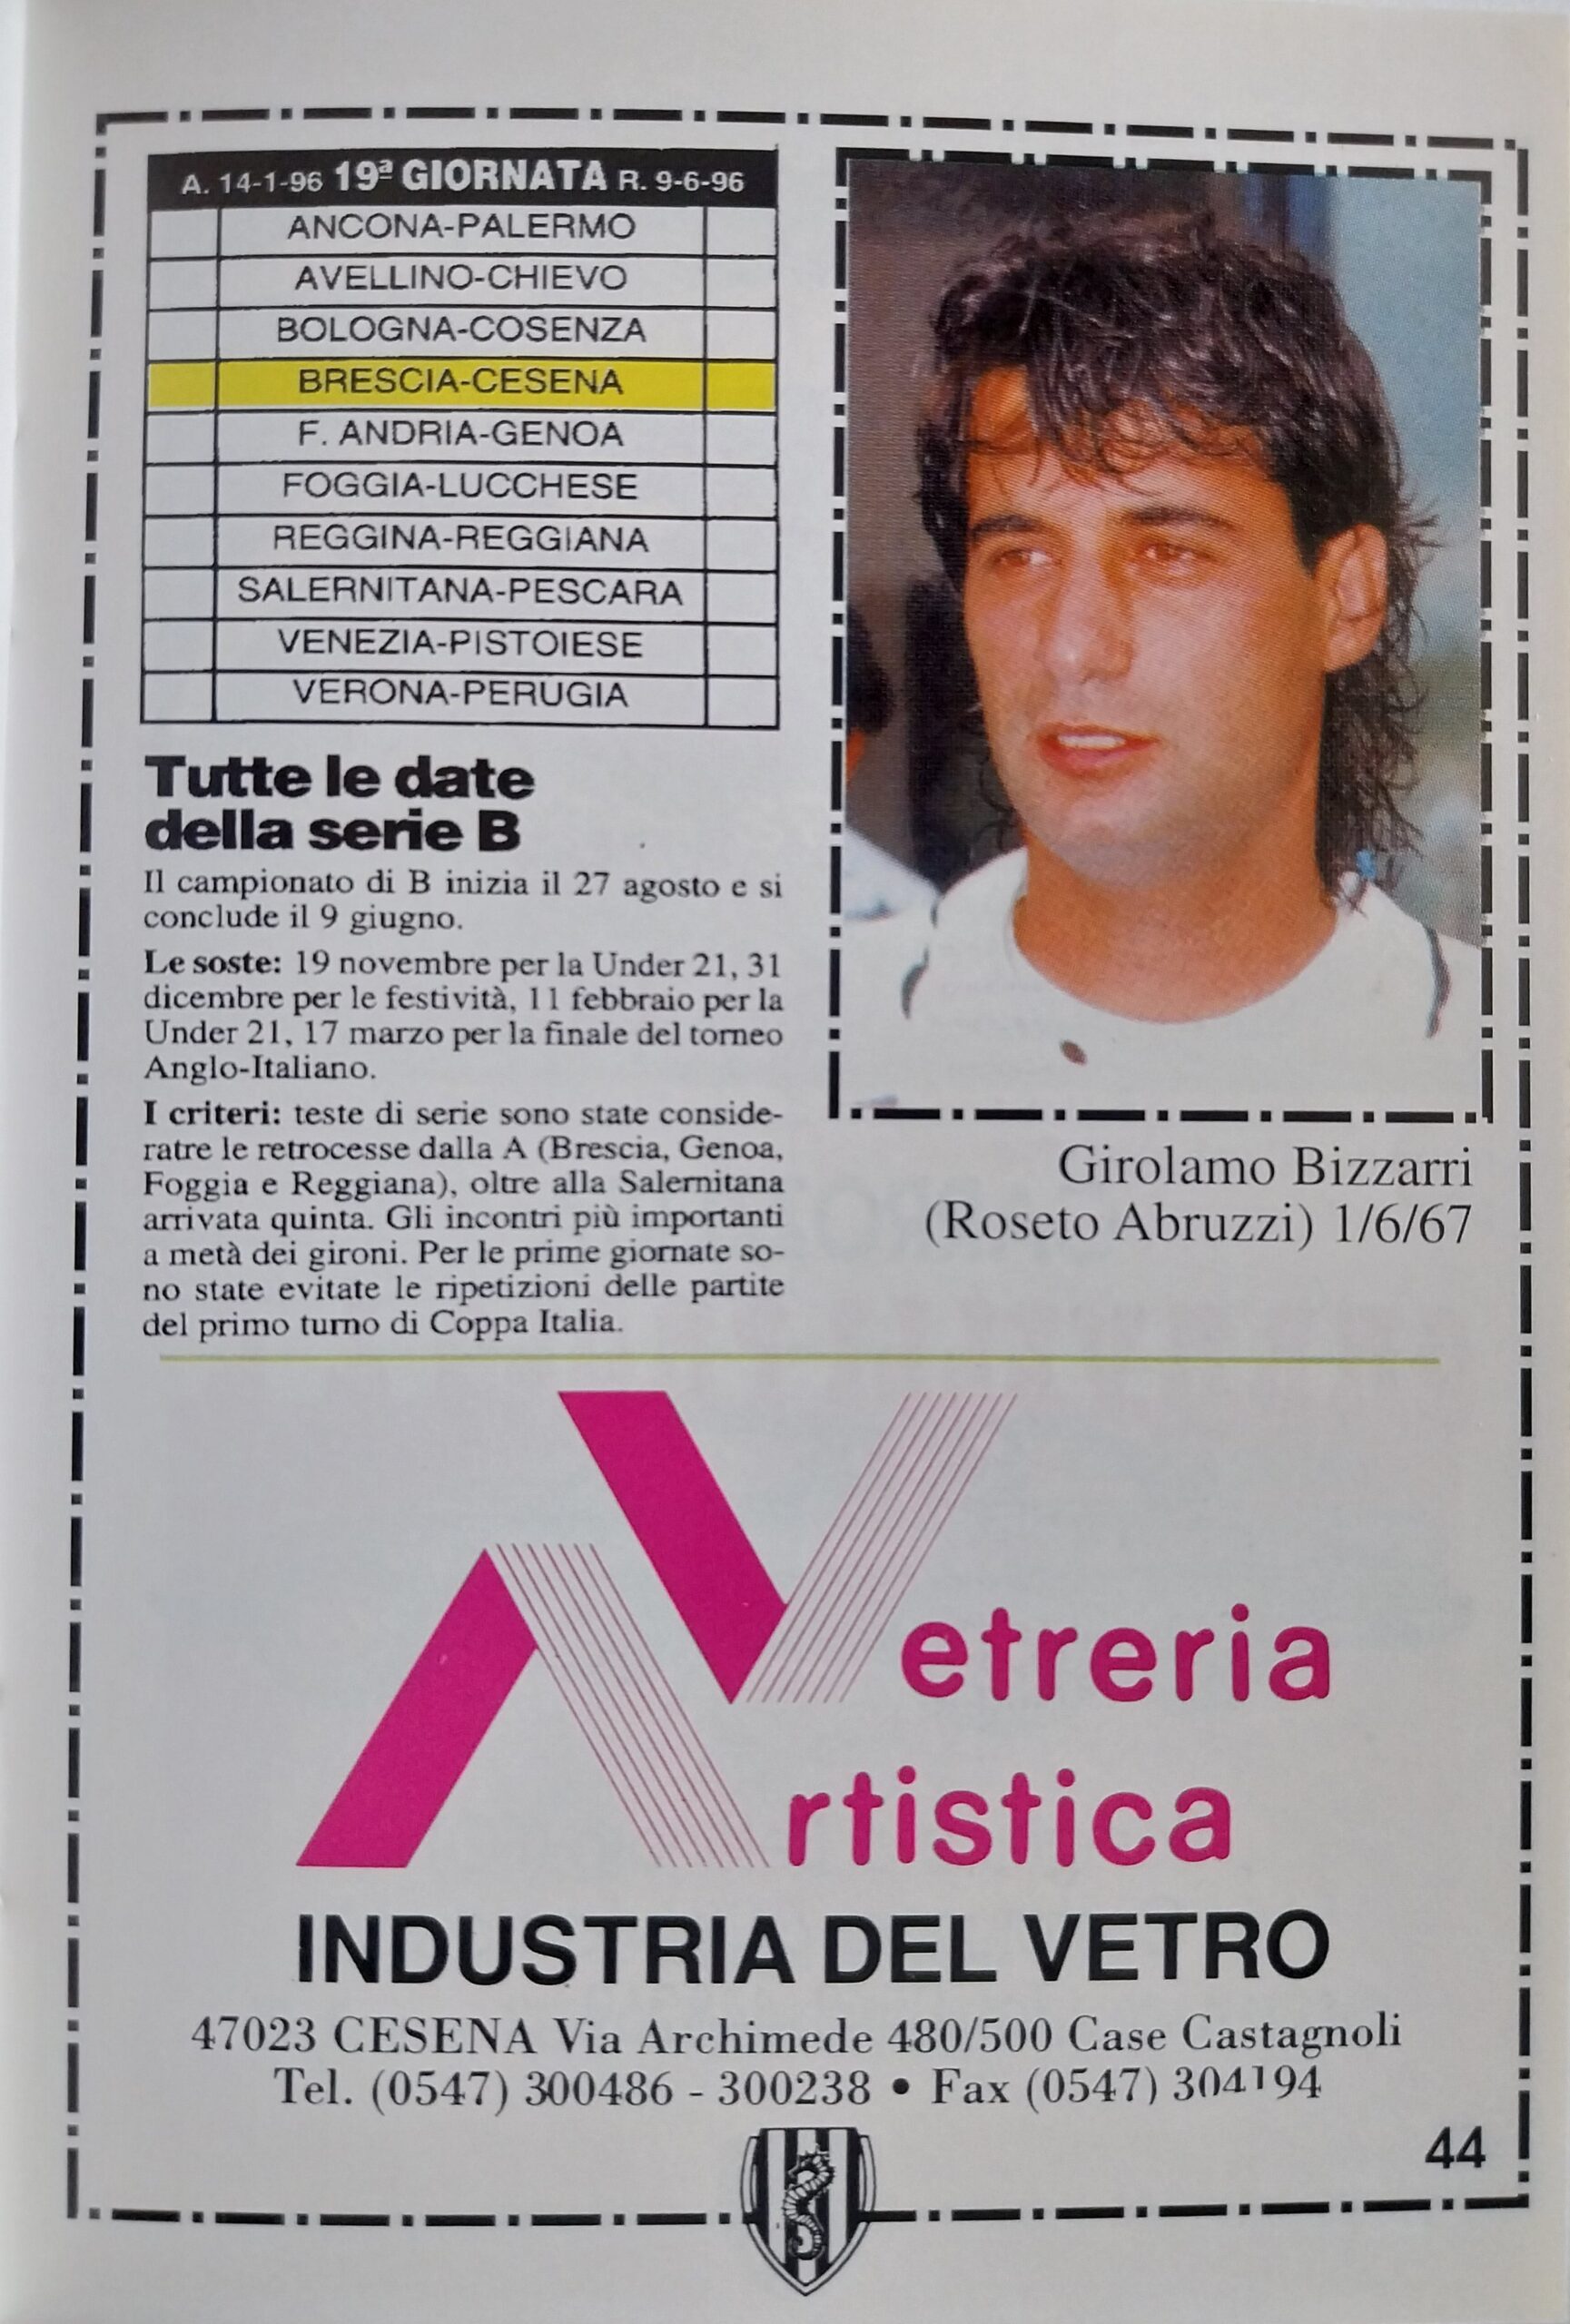 A. 14-1-96 19ª GIORNATA R. 9-6-96
ANCONA-PALERMO
AVELLINO-CHIEVO
BOLOGNA-COSENZA
BRESCIA-CESENA
F. ANDRIA-GENOA
FOGGIA-LUCCHESE
REGGINA-REGGIANA
SALERNITANA-PESCARA
VENEZIA-PISTOIESE
VERONA-PERUGIA
Tutte le date
della serie B
Il campionato di B inizia il 27 agosto e si
conclude il 9 giugno.
Le soste: 19 novembre per la Under 21, 31
dicembre per le festività, 11 febbraio per la
Under 21, 17 marzo per la finale del torneo
Anglo-Italiano.
I criteri: teste di serie sono state conside-
ratre le retrocesse dalla A (Brescia, Genoa,
Foggia e Reggiana), oltre alla Salernitana
arrivata quinta. Gli incontri più importanti
a metà dei gironi. Per le prime giornate so-
no state evitate le ripetizioni delle partite
del primo turno di Coppa Italia.
Girolamo Bizzarri
(Roseto Abruzzi) 1/6/67
Vetreria
Artistica
INDUSTRIA DEL VETRO
47023 CESENA Via Archimede 480/500 Case Castagnoli
Tel. (0547) 300486 - 300238 • Fax (0547) 304194
44